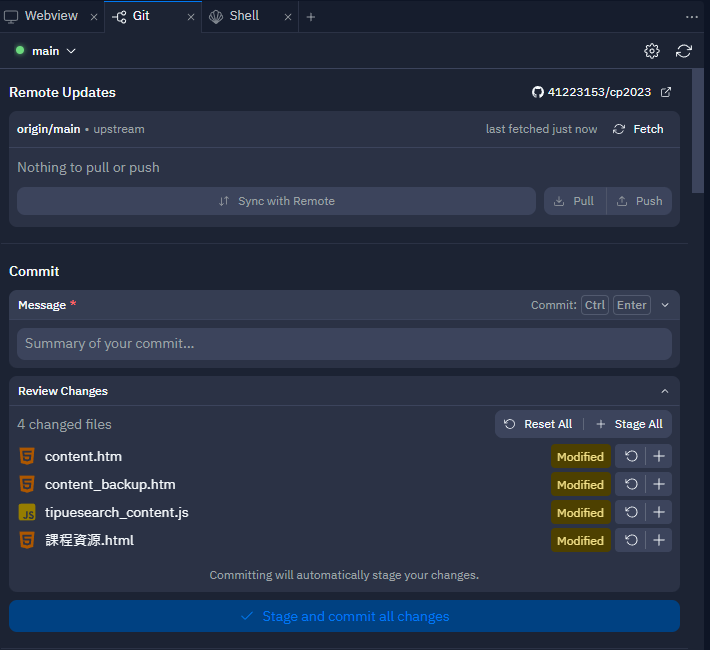 Webview Git Shell
main
Remote Updates 41223153/cp2023
origin/main • upstream last fetched just now Fetch
Nothing to pull or push
Sync with Remote Pull Push
Commit
Message * Commit: Ctrl Enter
Summary of your commit...
Review Changes
4 changed files Reset All Stage All
content.htm Modified
content_backup.htm Modified
JS tipuesearch_content.js Modified
課程資源.html Modified
Committing will automatically stage your changes.
Stage and commit all changes